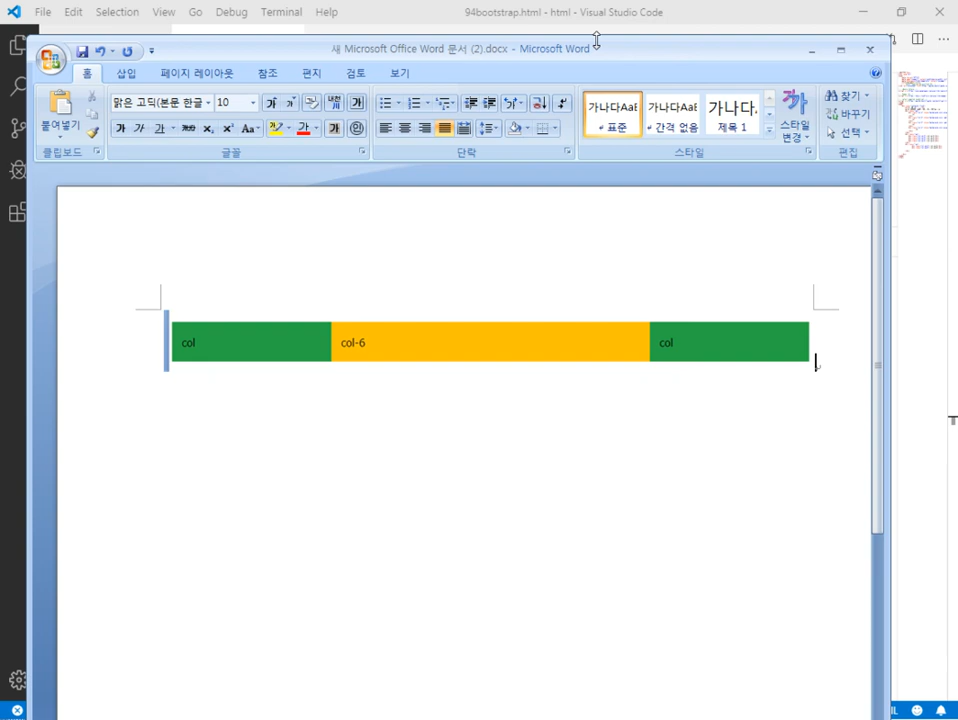 File Edit Selection View Go Debug Terminal Help 94bootstrap.html - html - Visual Studio Code
새 Microsoft Office Word 문서 (2).docx - Microsoft Word
홈 삽입 페이지 레이아웃 참조 편지 검토 보기
붙여넣기
맑은 고딕(본문 한글 10
가나다AaB 가나다AaB 가나다.
표준 간격 없음 제목 1
스타일 변경
찾기
바꾸기
선택
클립보드 글꼴 단락 스타일 편집
col col-6 col